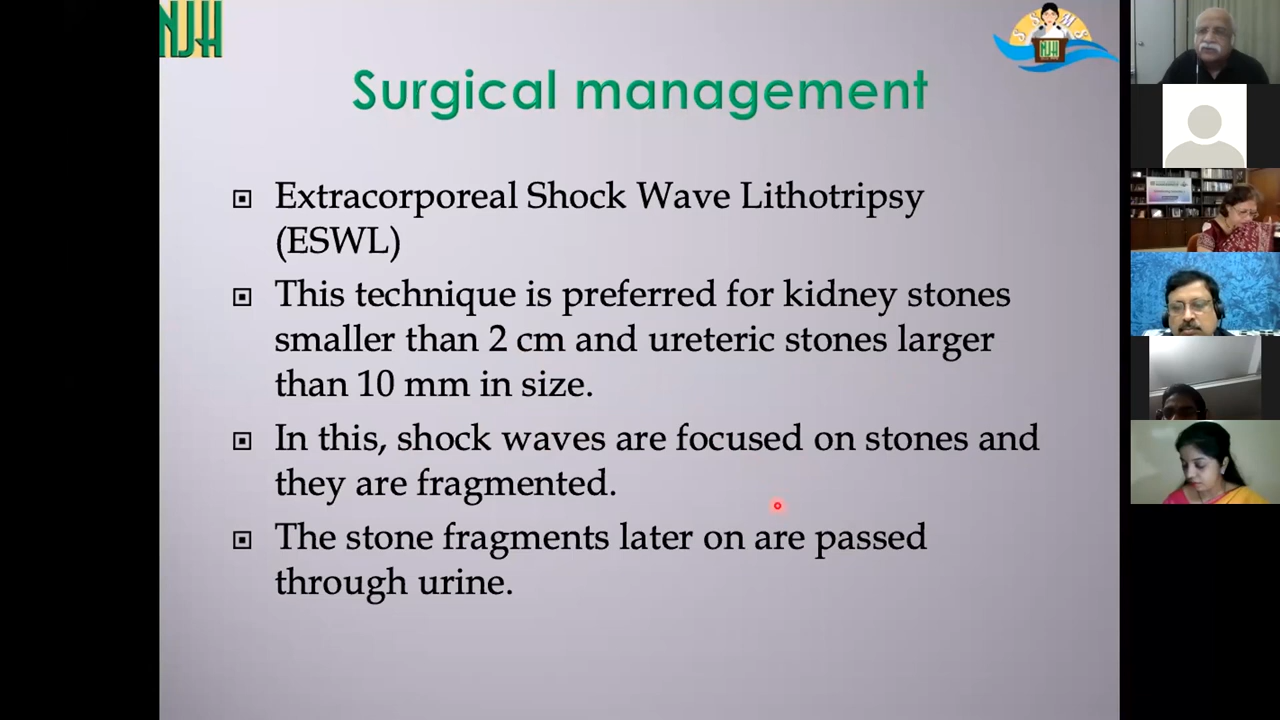 NJH
S S M S
NJH
Surgical management
Extracorporeal Shock Wave Lithotripsy
(ESWL)
This technique is preferred for kidney stones
smaller than 2 cm and ureteric stones larger
than 10 mm in size.
In this, shock waves are focused on stones and
they are fragmented.
The stone fragments later on are passed
through urine.